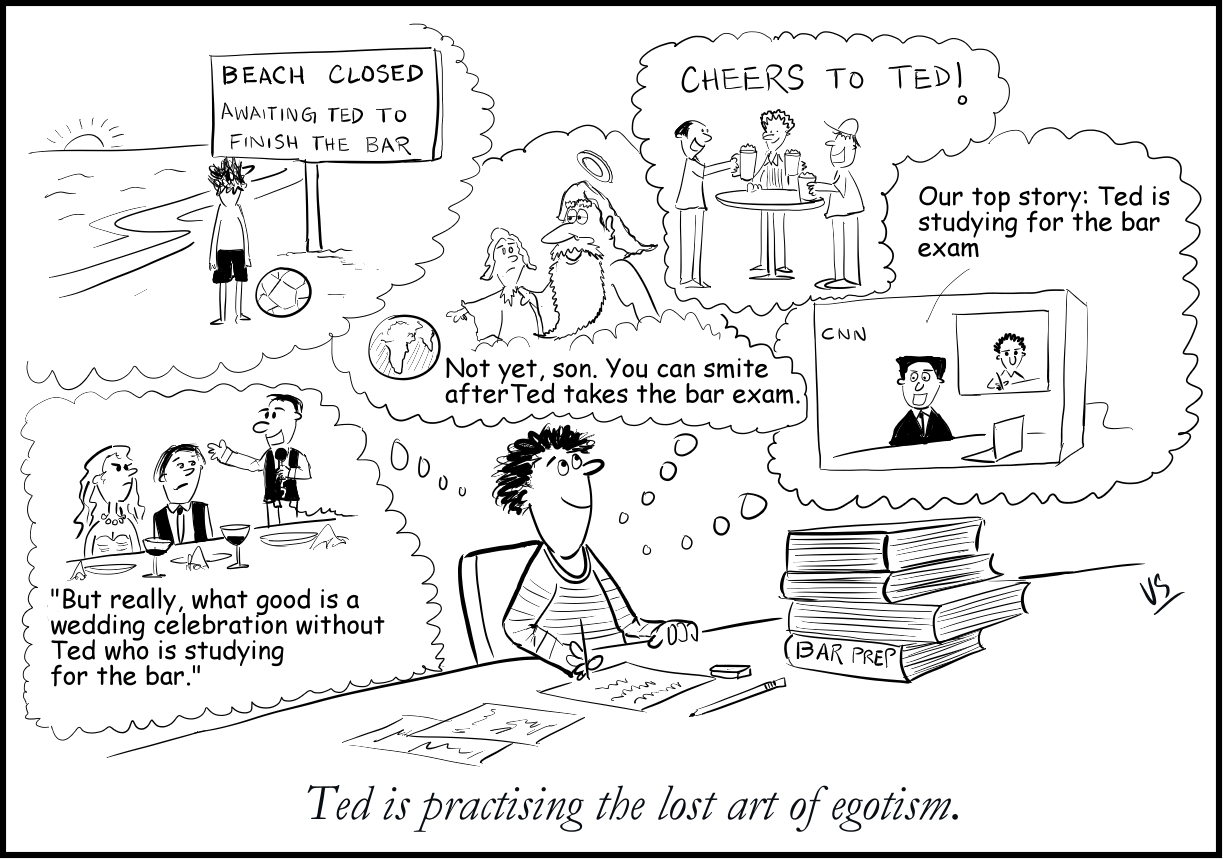 BEACH CLOSED
AWAITING TED TO
FINISH THE BAR
CHEERS TO TED!
Our top story: Ted is
studying for the bar
exam
CNN
Not yet, son. You can smite
afterTed takes the bar exam.
"But really, what good is a
wedding celebration without
Ted who is studying
for the bar."
BAR PREP
VS
Ted is practising the lost art of egotism.